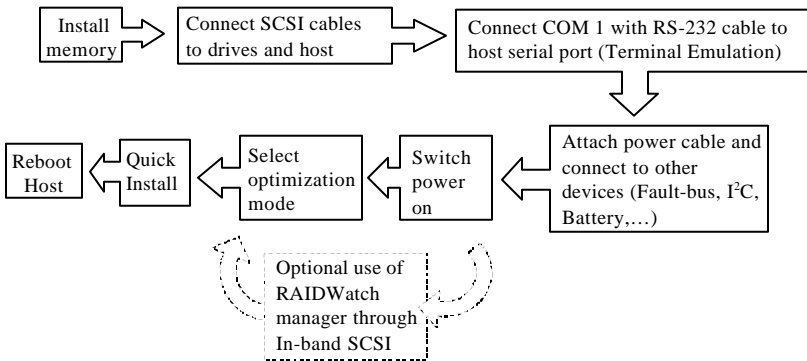 Install
memory
Connect SCSI cables
to drives and host
Connect COM 1 with RS-232 cable to
host serial port (Terminal Emulation)
Attach power cable and
connect to other
devices (Fault-bus, I²C,
Battery,…)
Switch
power
on
Select
optimization
mode
Quick
Install
Reboot
Host
Optional use of
RAIDWatch
manager through
In-band SCSI